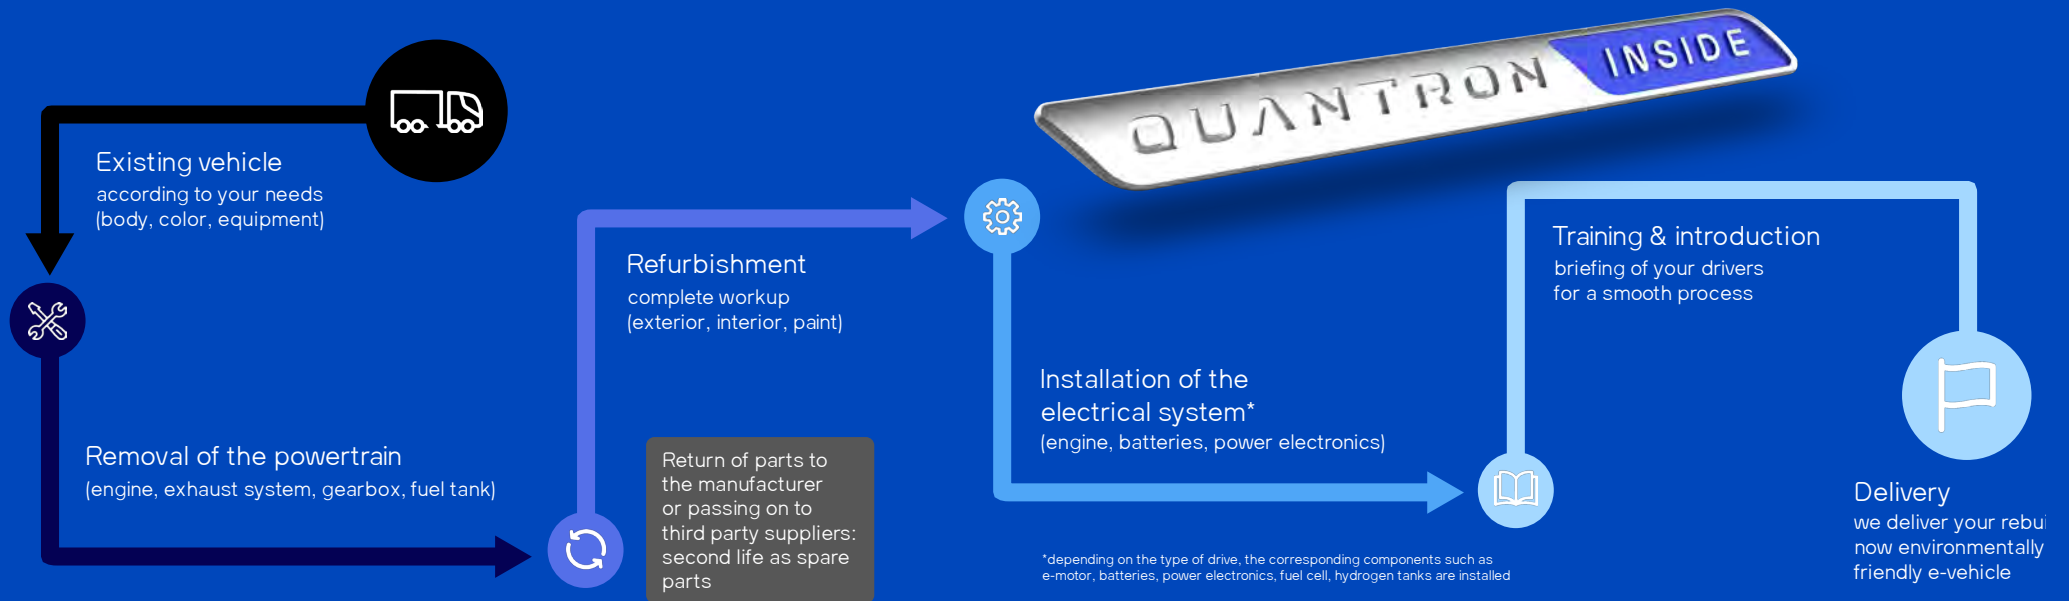 QUANTRON INSIDE
Existing vehicle
according to your needs
(body, color, equipment)
Removal of the powertrain
(engine, exhaust system, gearbox, fuel tank)
Refurbishment
complete workup
(exterior, interior, paint)
Return of parts to
the manufacturer
or passing on to
third party suppliers:
second life as spare
parts
Installation of the
electrical system*
(engine, batteries, power electronics)
*depending on the type of drive, the corresponding components such as
e-motor, batteries, power electronics, fuel cell, hydrogen tanks are installed
Training & introduction
briefing of your drivers
for a smooth process
Delivery
we deliver your
now environmentally
friendly e-vehicle